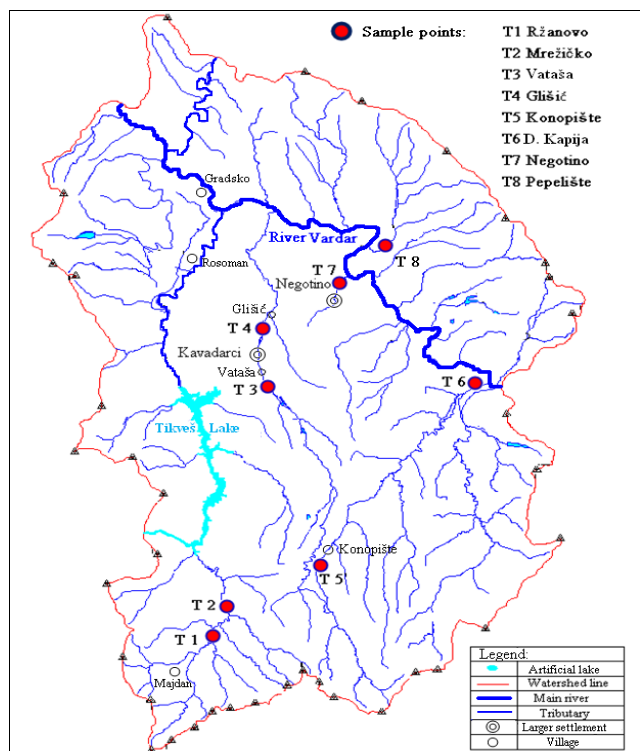 Sample points:
T1 Ržanovo
T2 Mrežičko
T3 Vataša
T4 Glišić
T5 Konopište
T6 D. Kapija
T7 Negotino
T8 Pepelište
Gradsko
River Vardar
T 8
Rosoman
T 7
Negotino
Glišić
T 4
Kavadarci
Vataša
T 3
T 6
Tikveš Lake
Konopište
T 5
T 2
T 1
Majdan
Legend:
Artificial lake
Watershed line
Main river
Tributary
Larger settlement
Village